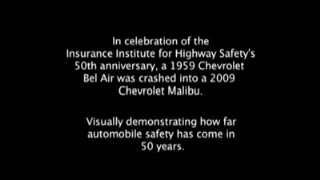 In celebration of the
Insurance Institute for Highway Safety's
50th anniversary, a 1959 Chevrolet
Bel Air was crashed into a 2009
Chevrolet Malibu.
Visually demonstrating how far
automobile safety has come in
50 years.